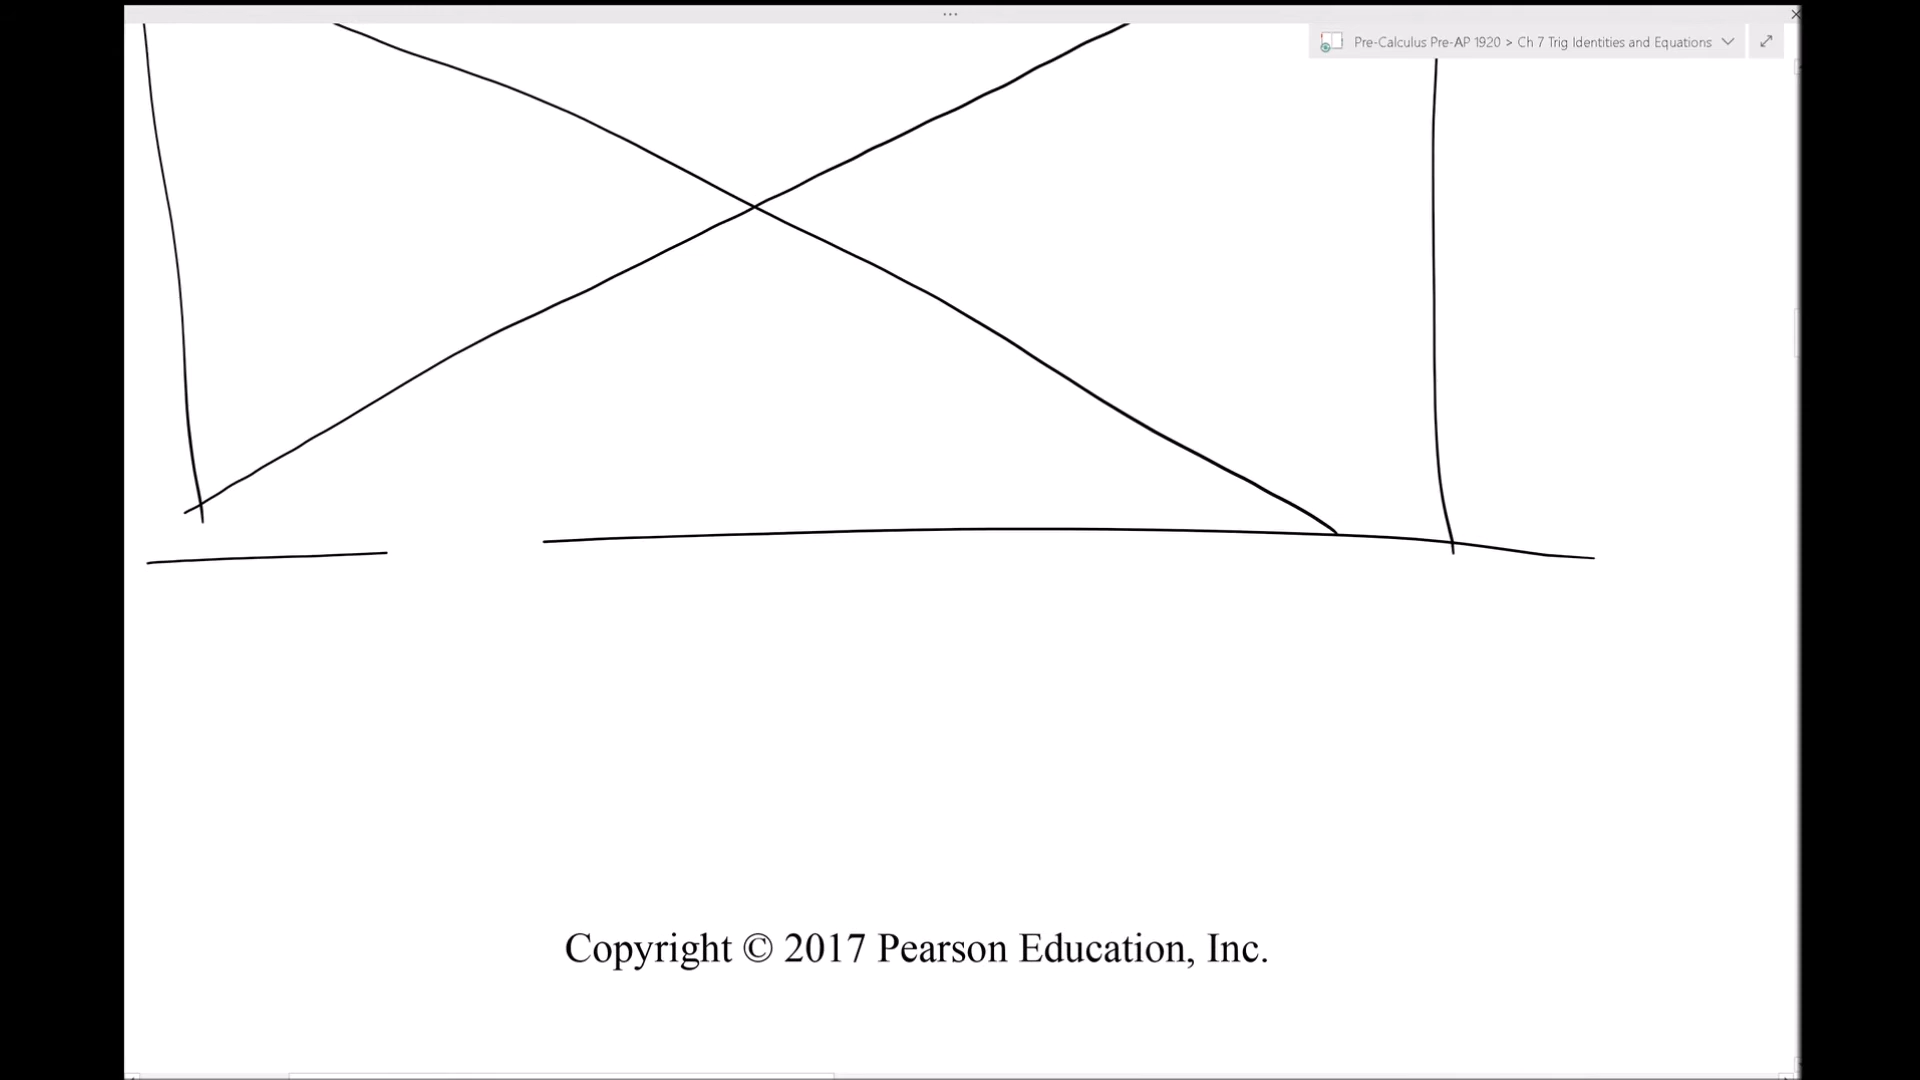 Pre-Calculus Pre-AP 1920 > Ch 7 Trig Identities and Equations
Copyright © 2017 Pearson Education, Inc.